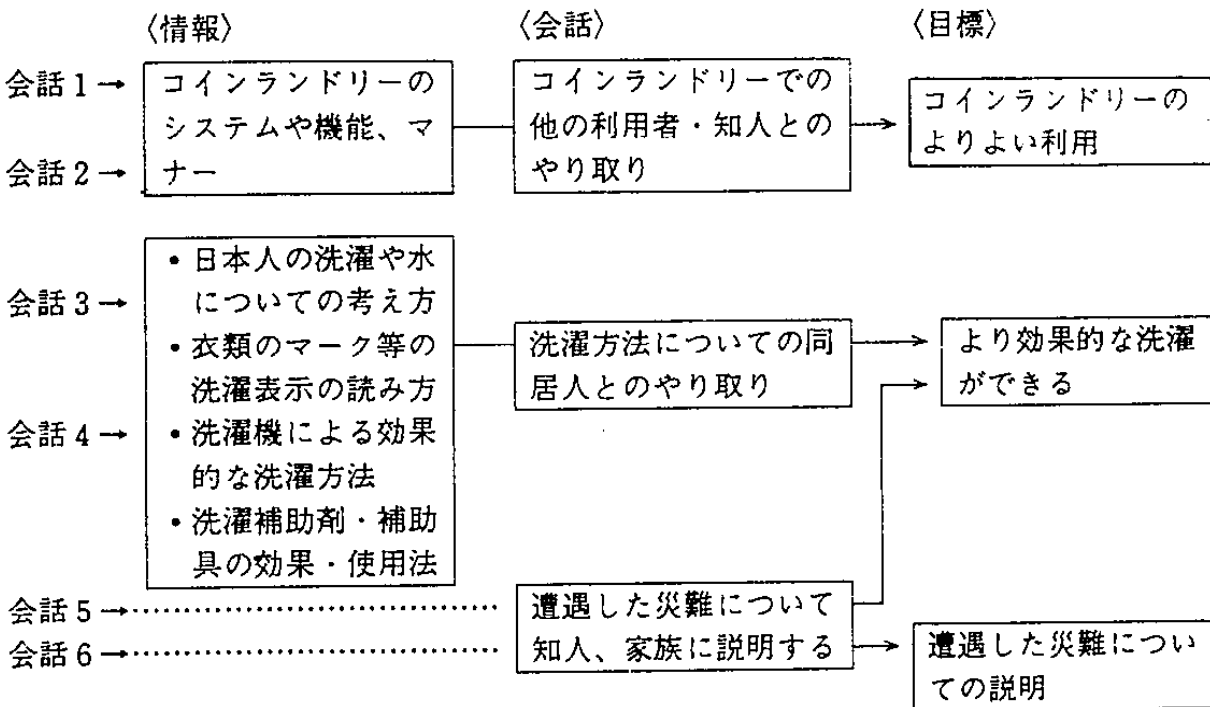 〈情報〉
〈会話〉
〈目標〉
会話1→
会話2→
コインランドリーの
システムや機能、マ
ナー
コインランドリーでの
他の利用者・知人との
やり取り
コインランドリーの
よりよい利用
会話3→
会話4→
・日本人の洗濯や水
についての考え方
・衣類のマーク等の
洗濯表示の読み方
・洗濯機による効果
的な洗濯方法
・洗濯補助剤・補助
具の効果・使用法
洗濯方法についての同
居人とのやり取り
より効果的な洗濯
ができる
会話5→
会話6→
遭遇した災難について
知人、家族に説明する
遭遇した災難につい
ての説明